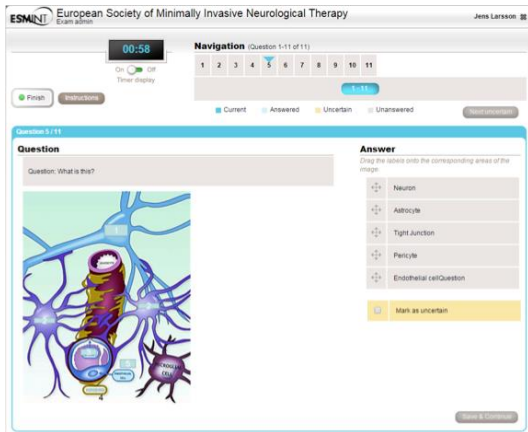 ESMINT
European Society of Minimally Invasive Neurological Therapy
Exam admin
Jens Larsson
00:58
On Off
Timer display
Finish
Instructions
Navigation (Question 1-11 of 11)
1 2 3 4 5 6 7 8 9 10 11
1 -11
Current Answered Uncertain Unanswered
Next uncertain
Question 5 / 11
Question
Question: What is this?
Answer
Drag the labels onto the corresponding areas of the image.
Neuron
Astrocyte
Tight Junction
Pericyte
Endothelial cellQuestion
Mark as uncertain
1
5
MICROGLIAL
CELL
4
Save & Continue